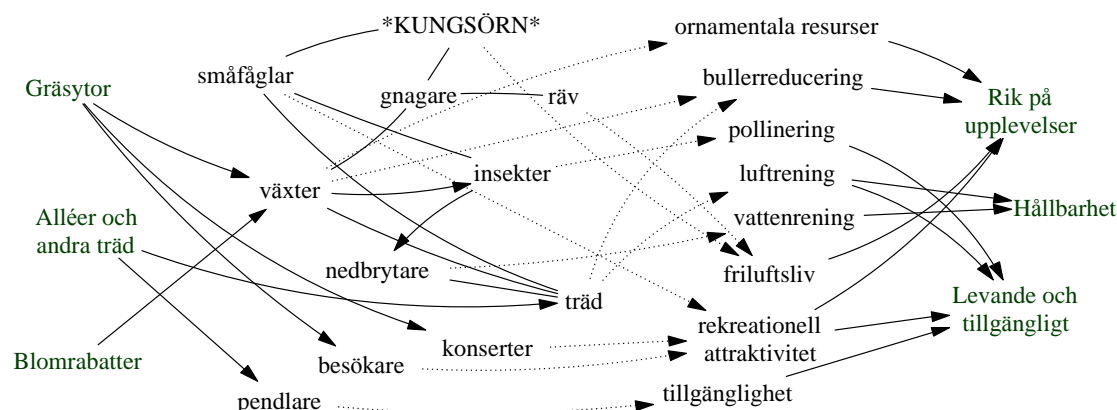 *KUNGSÖRN*
ornamentala resurser
småfåglar
bullerreducering
Gräsytor
gnagare
räv
Rik på
upplevelser
pollinering
insekter
luftrening
växter
Alléer och
andra träd
vattenrening
Hållbarhet
nedbrytare
friluftsliv
träd
Levande och
tillgängligt
rekreationell
attraktivitet
konserter
Blomrabatter
besökare
tillgänglighet
pendlare